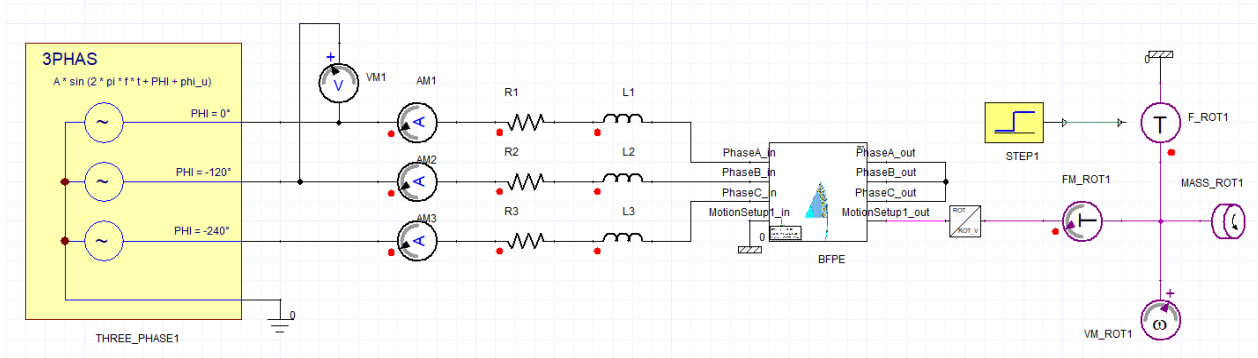 3PHAS
A * sin (2 * pi * f * t + PHI + phi_u)
PHI = 0°
PHI = -120°
PHI = -240°
~
~
~
THREE_PHASE1
0
+
V
VM1
AM1
A
R1
L1
AM2
A
R2
L2
AM3
A
R3
L3
PhaseA_in
PhaseB_in
PhaseC_in
MotionSetup1_in
0
PhaseA_out
PhaseB_out
PhaseC_out
MotionSetup1_out
BFPE
ROT
ROT_V
STEP1
0
T
F_ROT1
FM_ROT1
T
MASS_ROT1
+
ω
VM_ROT1